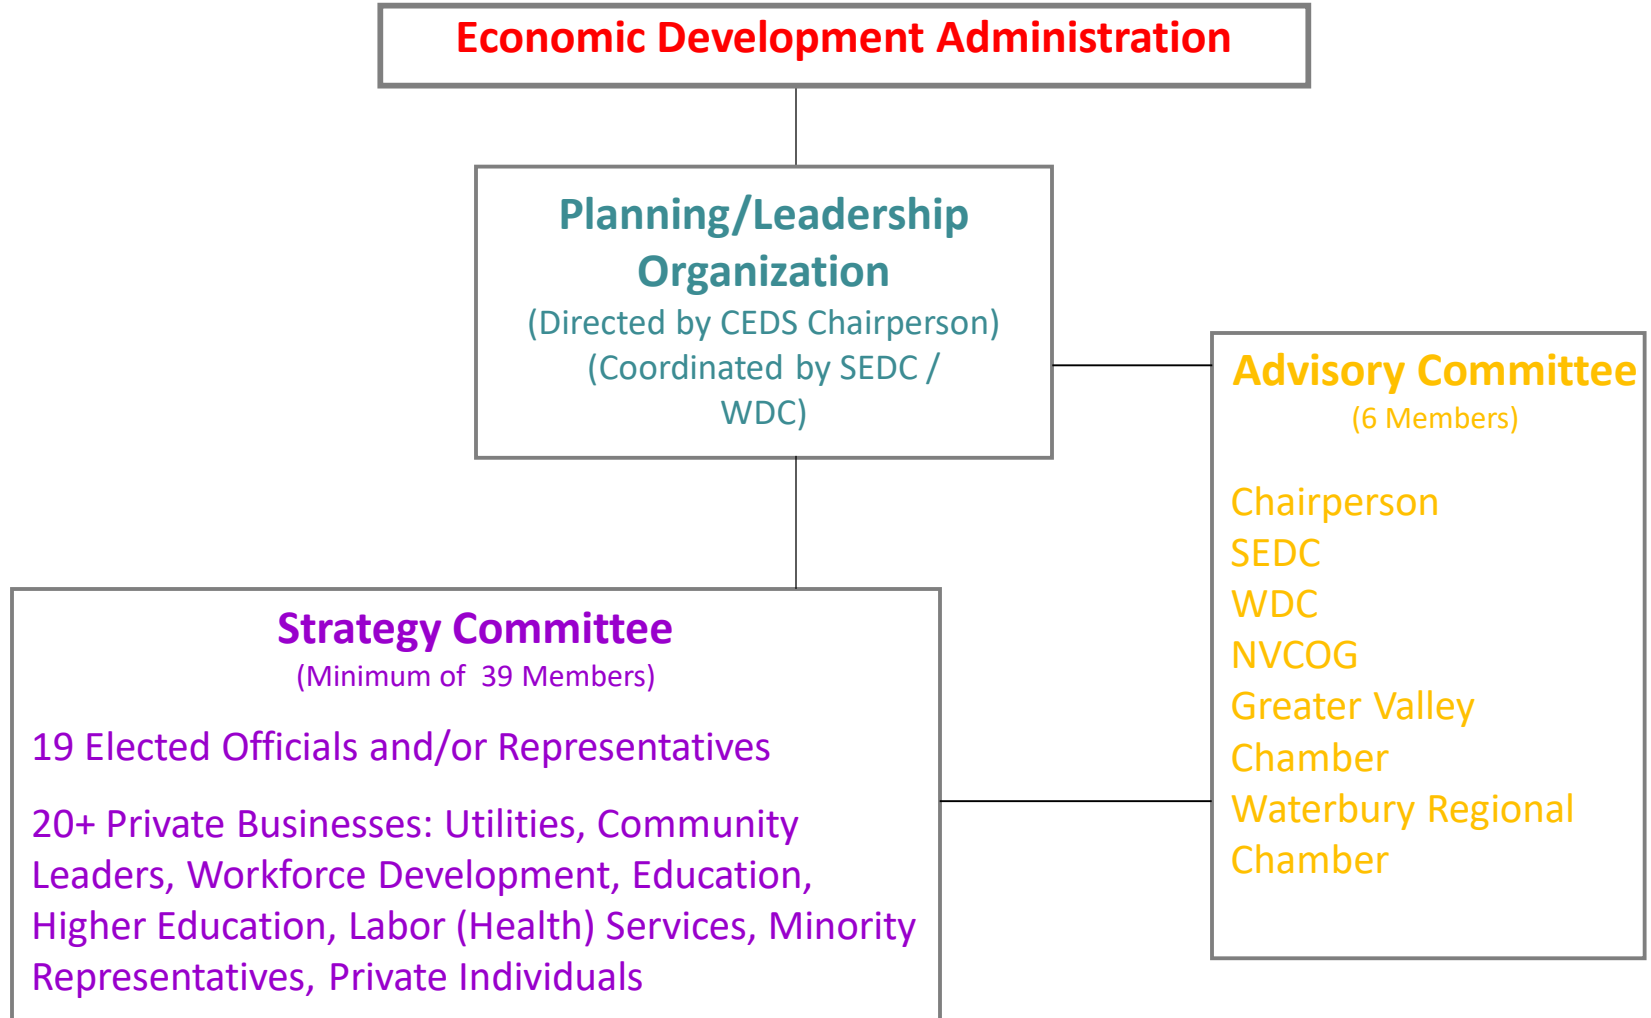 Economic Development Administration
Planning/Leadership
Organization
(Directed by CEDS Chairperson)
(Coordinated by SEDC /
WDC)
Advisory Committee
(6 Members)
Chairperson
SEDC
WDC
NVCOG
Greater Valley
Chamber
Waterbury Regional
Chamber
Strategy Committee
(Minimum of 39 Members)
19 Elected Officials and/or Representatives
20+ Private Businesses: Utilities, Community
Leaders, Workforce Development, Education,
Higher Education, Labor (Health) Services, Minority
Representatives, Private Individuals